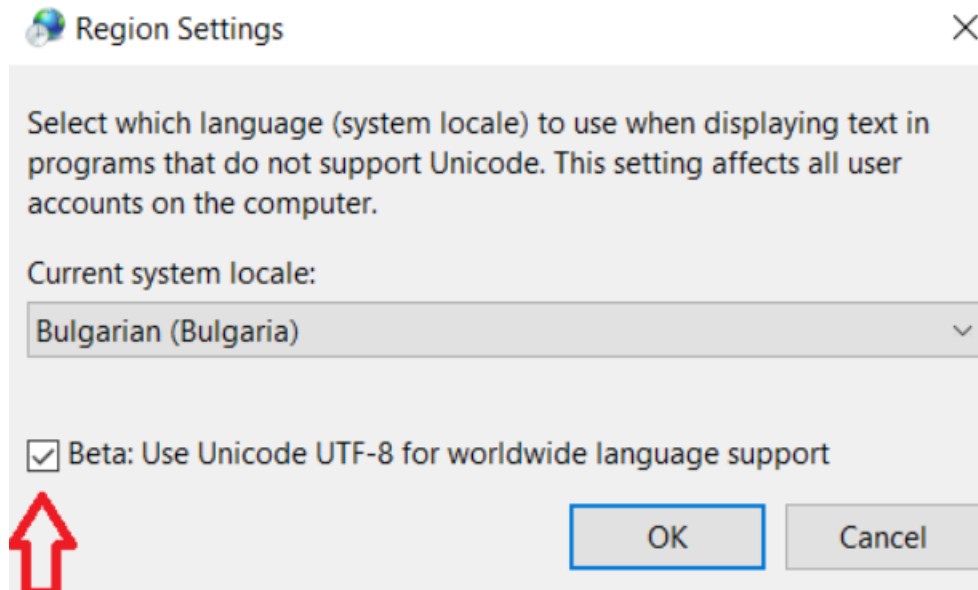 Region Settings
Select which language (system locale) to use when displaying text in
programs that do not support Unicode. This setting affects all user
accounts on the computer.
Current system locale:
Bulgarian (Bulgaria)
Beta: Use Unicode UTF-8 for worldwide language support
OK Cancel